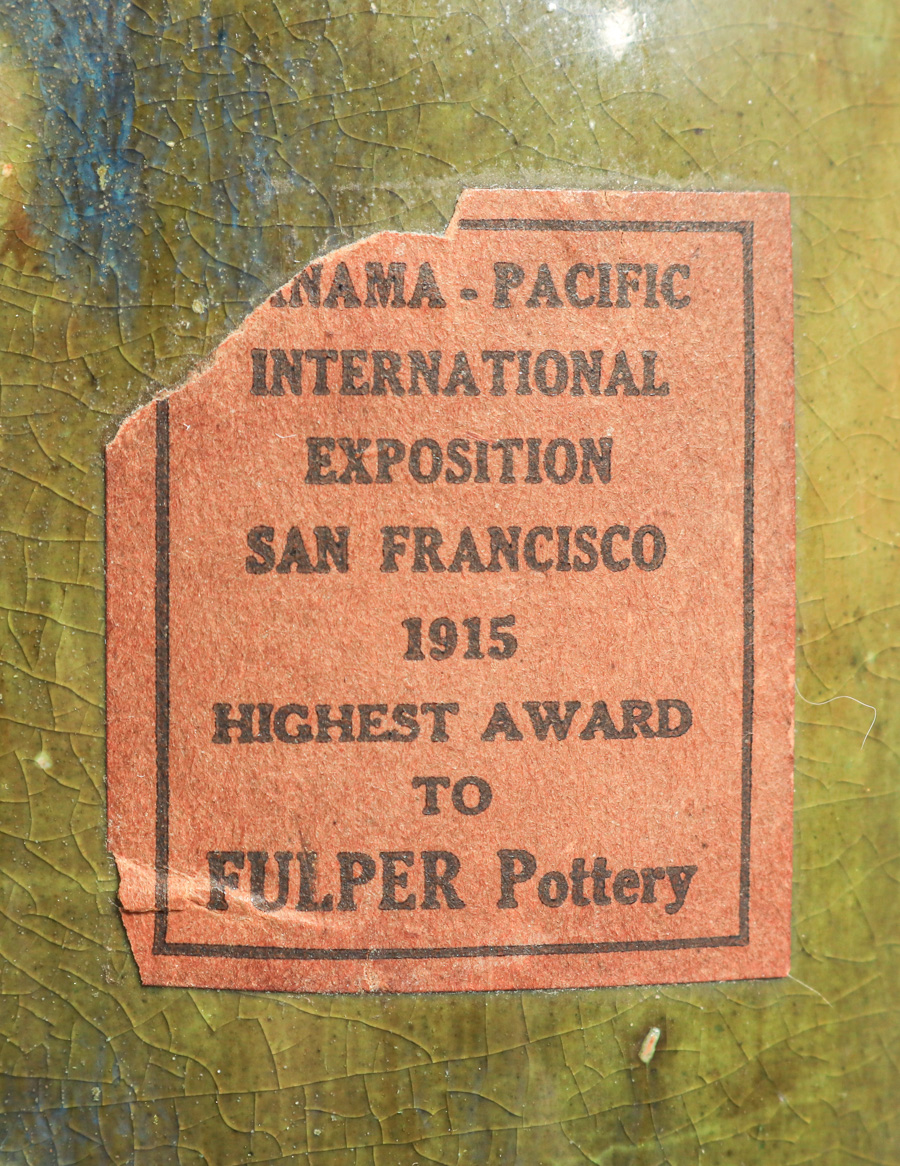 ANAMA - PACIFIC
INTERNATIONAL
EXPOSITION
SAN FRANCISCO
1915
HIGHEST AWARD
TO
FULPER Pottery